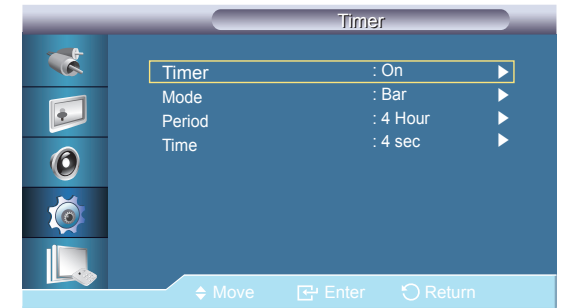 Timer
Timer : On
Mode : Bar
Period : 4 Hour
Time : 4 sec
Move Enter Return